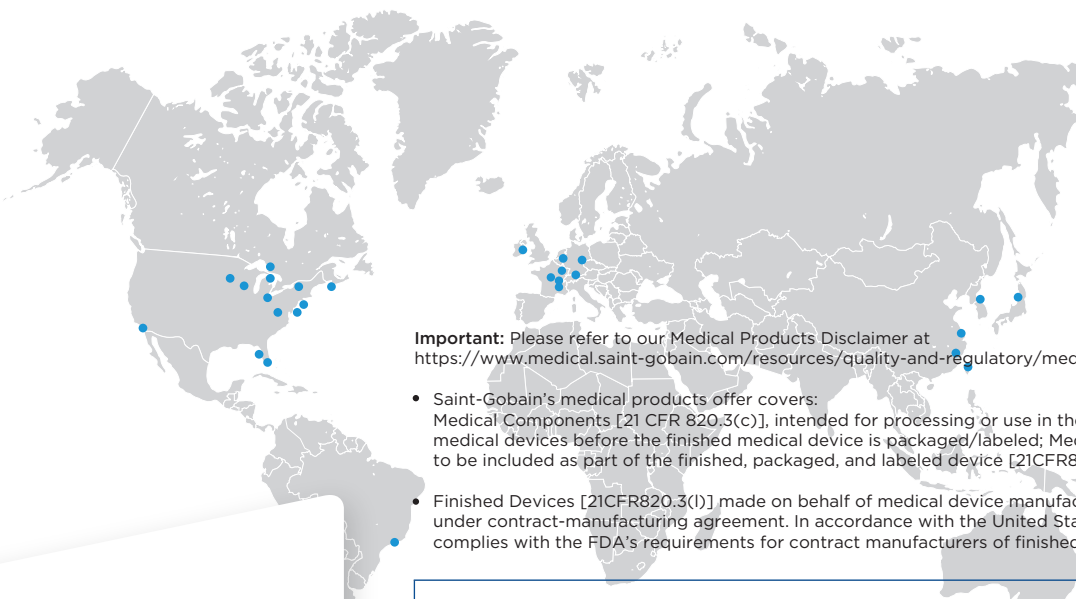 Important: Please refer to our Medical Products Disclaimer at
https://www.medical.saint-gobain.com/resources/quality-and-regulatory/med
• Saint-Gobain's medical products offer covers:
Medical Components [21 CFR 820.3(c)], intended for processing or use in the
medical devices before the finished medical device is packaged/labeled; Me
to be included as part of the finished, packaged, and labeled device [21CFR8
• Finished Devices [21CFR820.3(l)] made on behalf of medical device manufac
under contract-manufacturing agreement. In accordance with the United Sta
complies with the FDA's requirements for contract manufacturers of finished